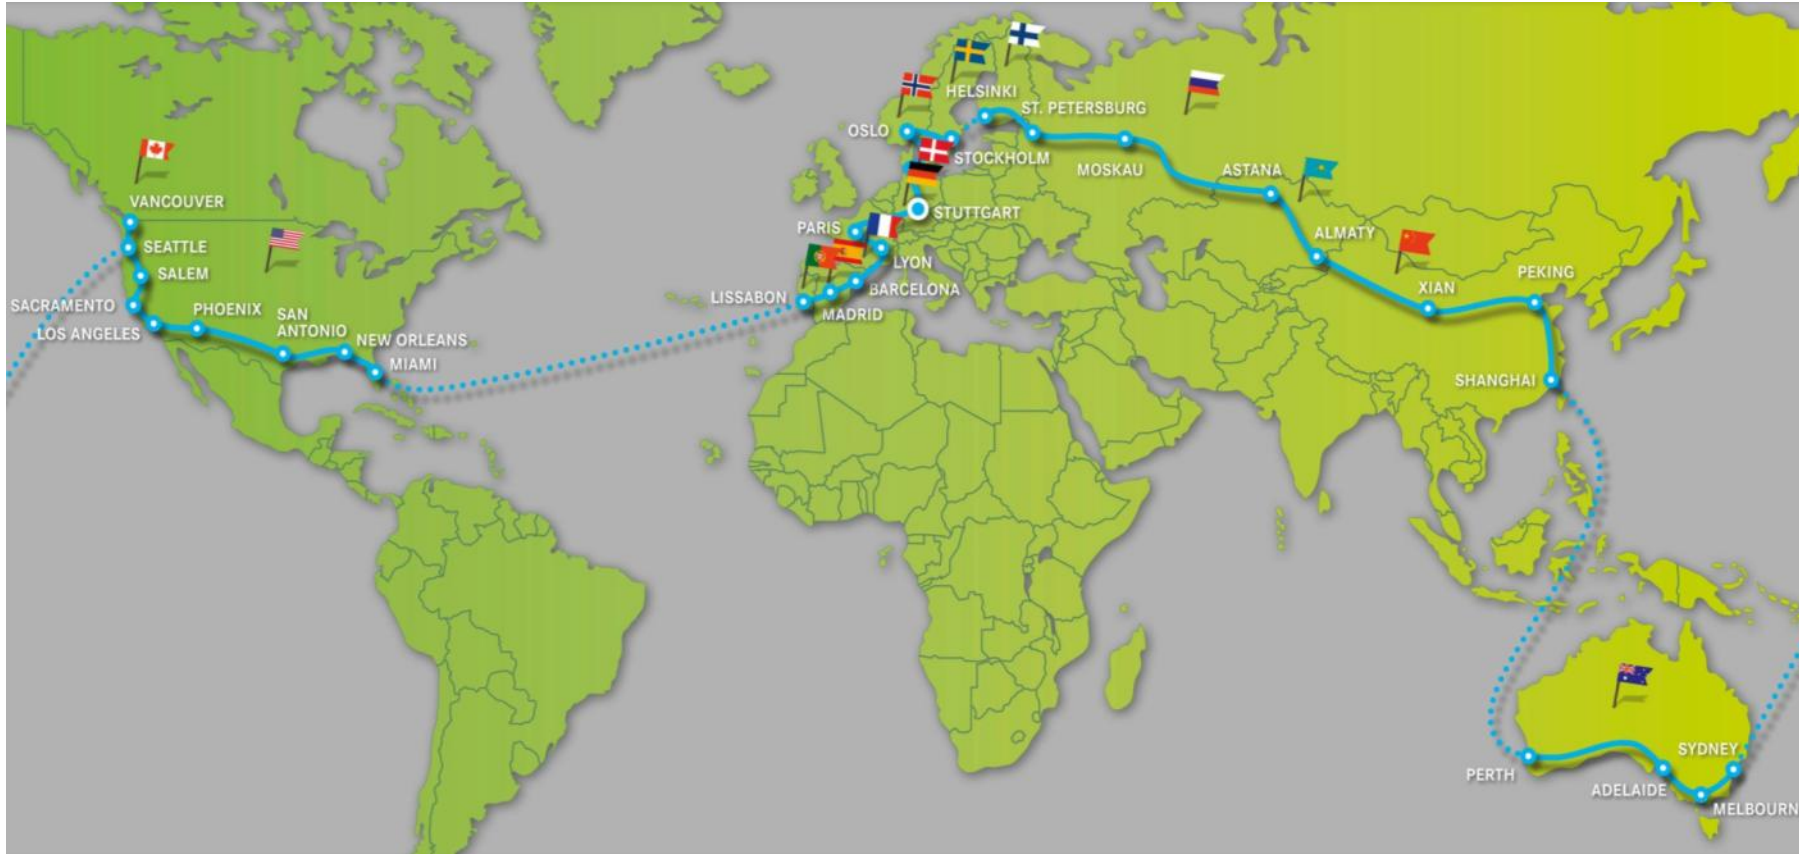 VANCOUVER
SEATTLE
SALEM
SACRAMENTO
LOS ANGELES
PHOENIX
SAN
ANTONIO
NEW ORLEANS
MIAMI
LISSABON
MADRID
BARCELONA
LYON
PARIS
STUTTGART
OSLO
STOCKHOLM
HELSINKI
ST. PETERSBURG
MOSKAU
ASTANA
ALMATY
XIAN
PEKING
SHANGHAI
PERTH
ADELAIDE
MELBOURN
SYDNEY